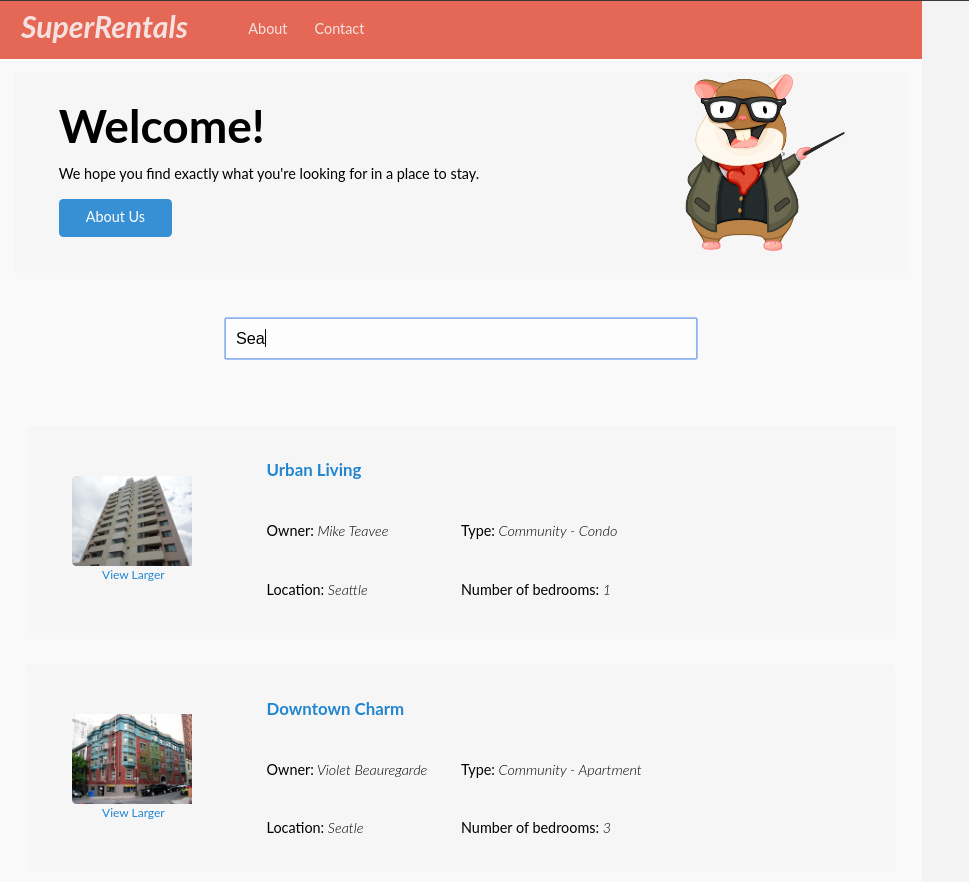 SuperRentals About Contact
Welcome!
We hope you find exactly what you're looking for in a place to stay.
About Us
Sea
Urban Living
Owner: Mike Teavee Type: Community - Condo
View Larger
Location: Seattle Number of bedrooms: 1
Downtown Charm
Owner: Violet Beauregarde Type: Community - Apartment
View Larger
Location: Seatle Number of bedrooms: 3